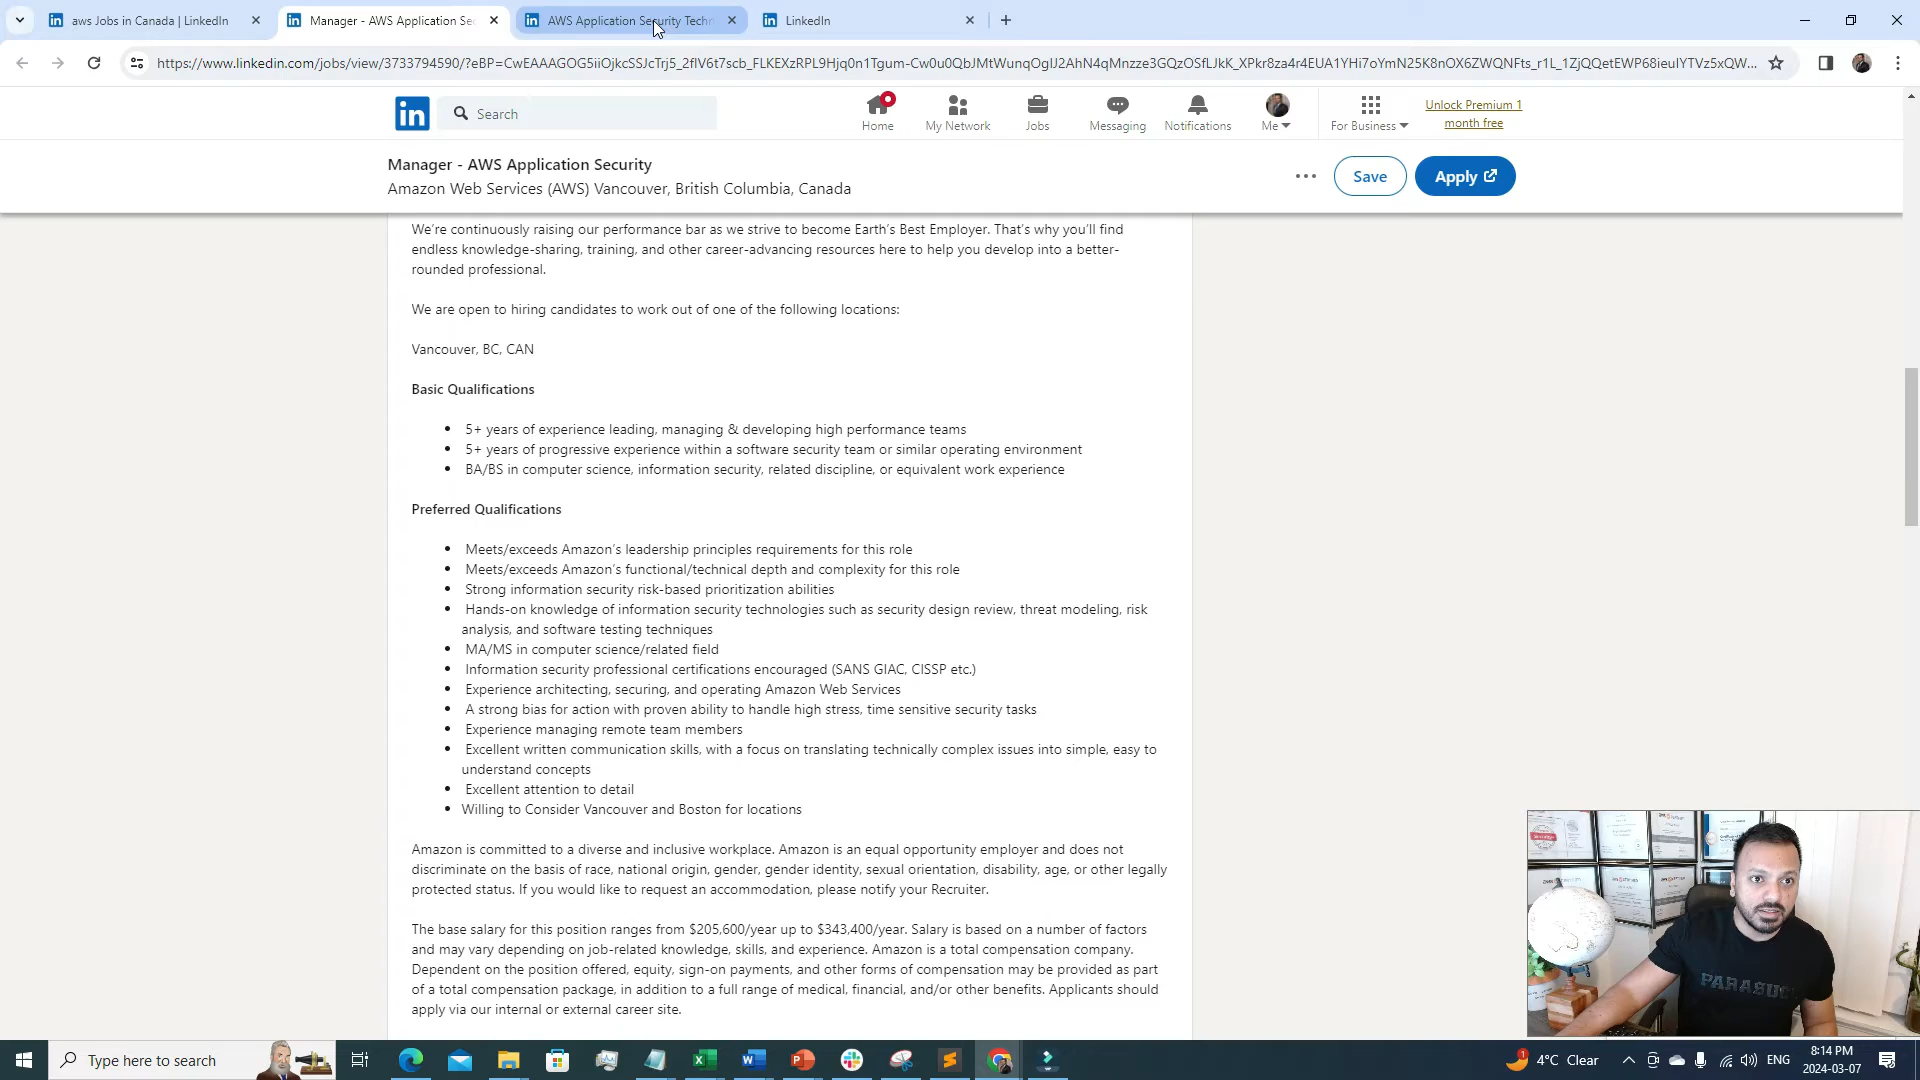 aws Jobs in Canada | LinkedIn
Manager - AWS Application Sec
AWS Application Security Techn
LinkedIn
https://www.linkedin.com/jobs/view/3733794590/?eBP=
Search
Home
My Network
Jobs
Messaging
Notifications
Me
For Business
Unlock Premium 1
month free
Manager - AWS Application Security
Amazon Web Services (AWS) Vancouver, British Columbia, Canada
Save
Apply
We're continuously raising our performance bar as we strive to become Earth's Best Employer. That's why you'll find
endless knowledge-sharing, training, and other career-advancing resources here to help you develop into a better-
rounded professional.
We are open to hiring candidates to work out of one of the following locations:
Vancouver, BC, CAN
Basic Qualifications
• 5+ years of experience leading, managing & developing high performance teams
• 5+ years of progressive experience within a software security team or similar operating environment
• BA/BS in computer science, information security, related discipline, or equivalent work experience
Preferred Qualifications
• Meets/exceeds Amazon's leadership principles requirements for this role
• Meets/exceeds Amazon's functional/technical depth and complexity for this role
• Strong information security risk-based prioritization abilities
• Hands-on knowledge of information security technologies such as security design review, threat modeling, risk
analysis, and software testing techniques
• MA/MS in computer science/related field
• Information security professional certifications encouraged (SANS GIAC, CISSP etc.)
• Experience architecting, securing, and operating Amazon Web Services
• A strong bias for action with proven ability to handle high stress, time sensitive security tasks
• Experience managing remote team members
• Excellent written communication skills, with a focus on translating technically complex issues into simple, easy to
understand concepts
• Excellent attention to detail
• Willing to Consider Vancouver and Boston for locations
Amazon is committed to a diverse and inclusive workplace. Amazon is an equal opportunity employer and does not
discriminate on the basis of race, national origin, gender, gender identity, sexual orientation, disability, age, or other legally
protected status. If you would like to request an accommodation, please notify your Recruiter.
The base salary for this position ranges from $205,600/year up to $343,400/year. Salary is based on a number of factors
and may vary depending on job-related knowledge, skills, and experience. Amazon is a total compensation company.
Dependent on the position offered, equity, sign-on payments, and other forms of compensation may be provided as part
of a total compensation package, in addition to a full range of medical, financial, and/or other benefits. Applicants should
apply via our internal or external career site.
Type here to search
4°C Clear
ENG
8:14 PM
2024-03-07